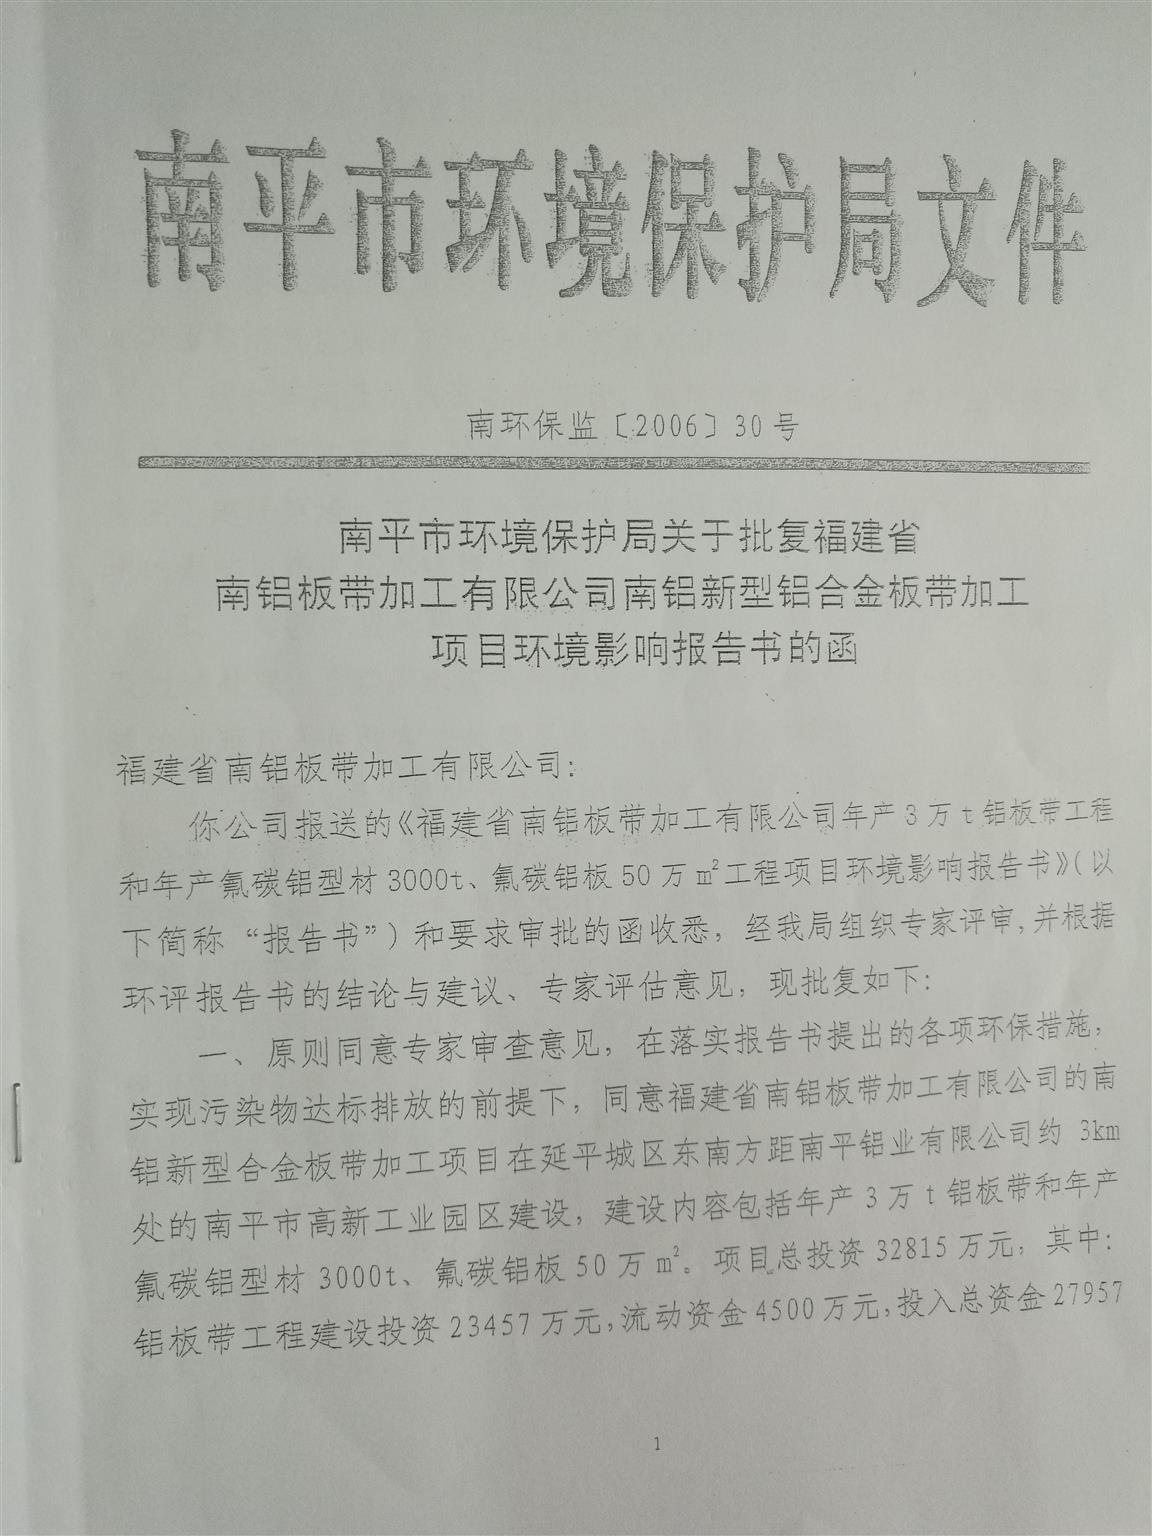 南平市环境保护局文件
南环保监〔2006〕30号
南平市环境保护局关于批复福建省
南铝板带加工有限公司南铝新型铝合金板带加工
项目环境影响报告书的函
福建省南铝板带加工有限公司:
你公司报送的《福建省南铝板带加工有限公司年产3万t铝板带工程
和年产氟碳铝型材3000t、氟碳铝板50万㎡工程项目环境影响报告书》(以
下简称“报告书”)和要求审批的函收悉，经我局组织专家评审,并根据
环评报告书的结论与建议、专家评估意见，现批复如下:
一、原则同意专家审查意见，在落实报告书提出的各项环保措施，
实现污染物达标排放的前提下，同意福建省南铝板带加工有限公司的南
铝新型合金板带加工项目在延平城区东南方距南平铝业有限公司约 3km
处的南平市高新工业园区建设，建设内容包括年产3万t铝板带和年产
氟碳铝型材3000t、氟碳铝板50万m²。项目总投资32815万元，其中:
铝板带工程建设投资23457万元,流动资金4500万元,投入总资金27957
1